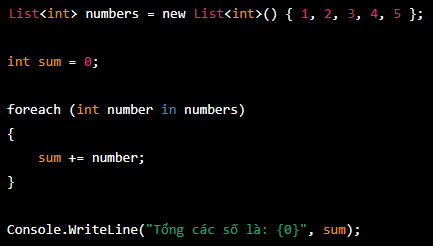 List<int> numbers = new List<int>() { 1, 2, 3, 4, 5 };
int sum = 0;
foreach (int number in numbers)
{
    sum += number;
}
Console.WriteLine("Tổng các số là: {0}", sum);